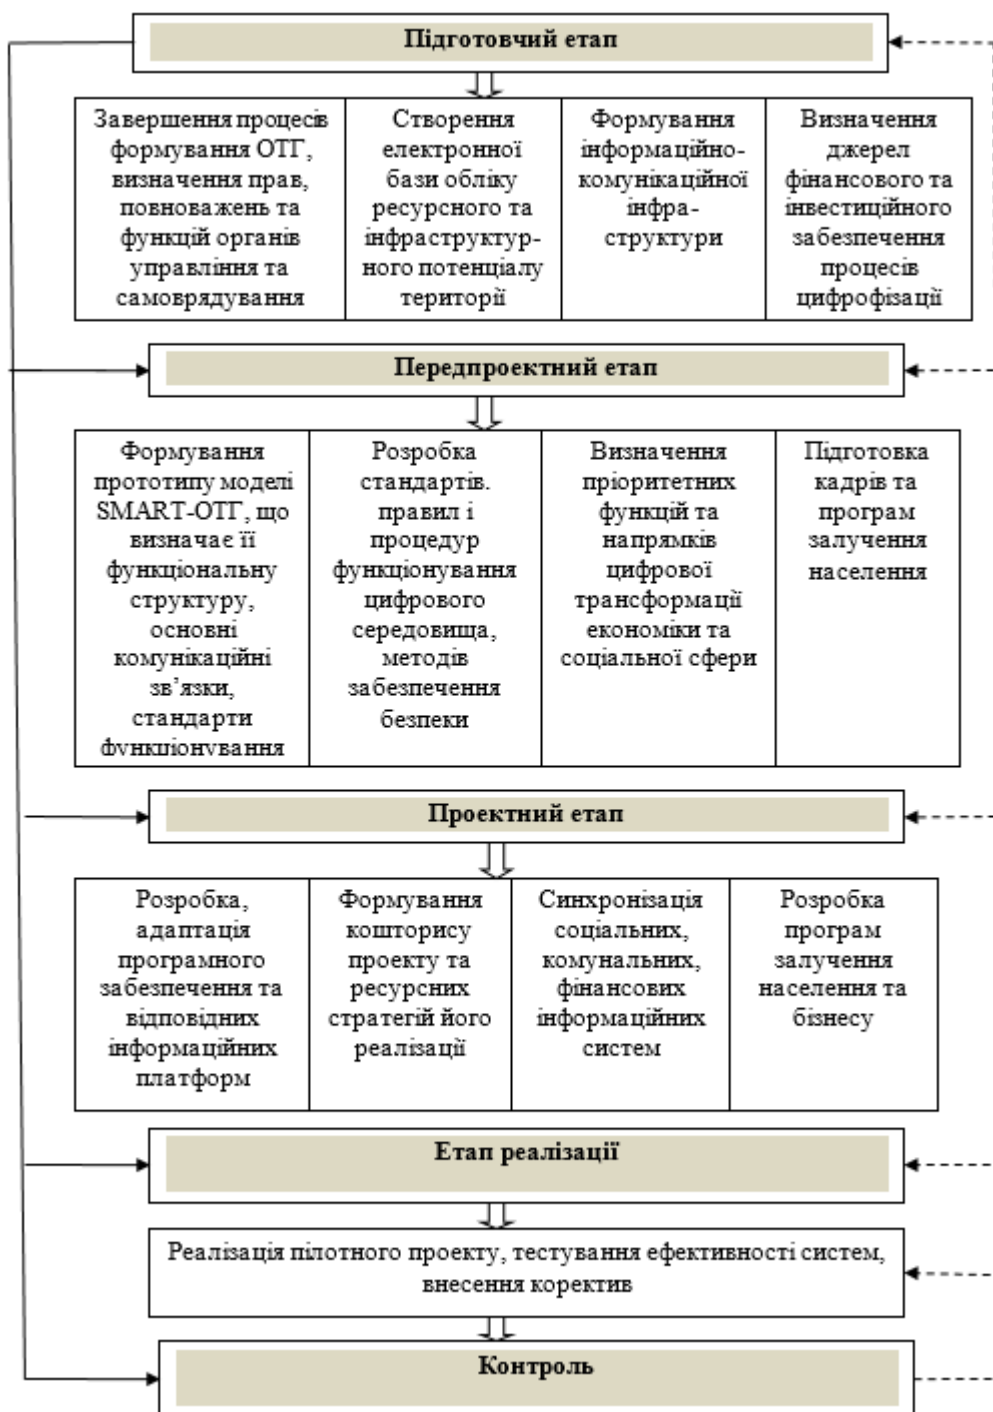 Підготовчий етап
Завершення процесів
формування ОТГ,
визначення прав,
повноважень та
функцій органів
управління та
самоврядування
Створення
електронної
бази обліку
ресурсного та
інфраструктур-
ного потенціалу
території
Формування
інформаційно-
комунікаційної
інфра-
структури
Визначення
джерел
фінансового та
інвестиційного
забезпечення
процесів
цифрофізації
Передпроектний етап
Формування
прототипу моделі
SMART-ОТГ, що
визначає її
функціональну
структуру,
основні
комунікаційні
зв’язки,
стандарти
функціонування
Розробка
стандартів.
правил і
процедур
функціонування
цифрового
середовища,
методів
забезпечення
безпеки
Визначення
пріоритетних
функцій та
напрямків
цифрової
трансформації
економіки та
соціальної сфери
Підготовка
кадрів та
програм
залучення
населення
Проектний етап
Розробка,
адаптація
програмного
забезпечення та
відповідних
інформаційних
платформ
Формування
кошторису
проекту та
ресурсних
стратегій його
реалізації
Синхронізація
соціальних,
комунальних,
фінансових
інформаційних
систем
Розробка
програм
залучення
населення та
бізнесу
Етап реалізації
Реалізація пілотного проекту, тестування ефективності систем,
внесення коректив
Контроль